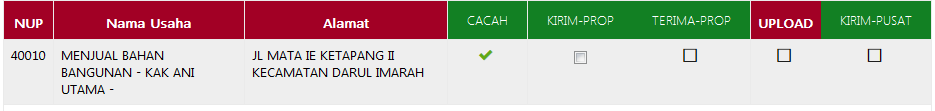 NUP Nama Usaha Alamat CACAH KIRIM-PROP TERIMA-PROP UPLOAD KIRIM-PUSAT
40010 MENJUAL BAHAN JL MATA IE KETAPANG II
BANGUNAN - KAK ANI KECAMATAN DARUL IMARAH
UTAMA -